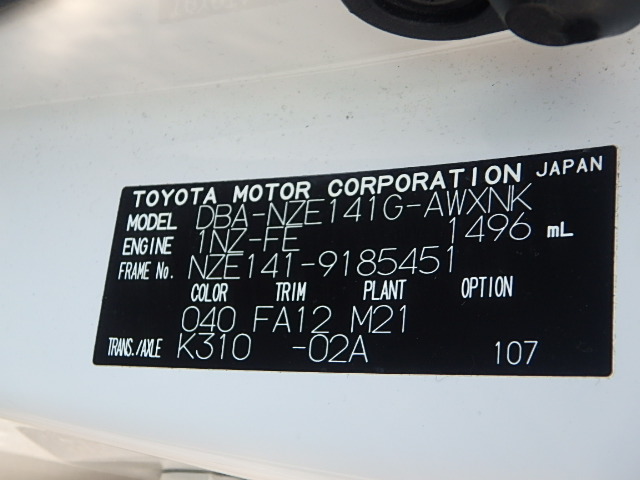 TOYOTA MOTOR CORPORATION JAPAN
MODEL DBA-NZE141G-AWXNK
ENGINE 1NZ-FE 1496 mL
FRAME No. NZE141-9185451
COLOR TRIM PLANT OPTION
040 FA12 M21
TRANS./AXLE K310 -02A 107